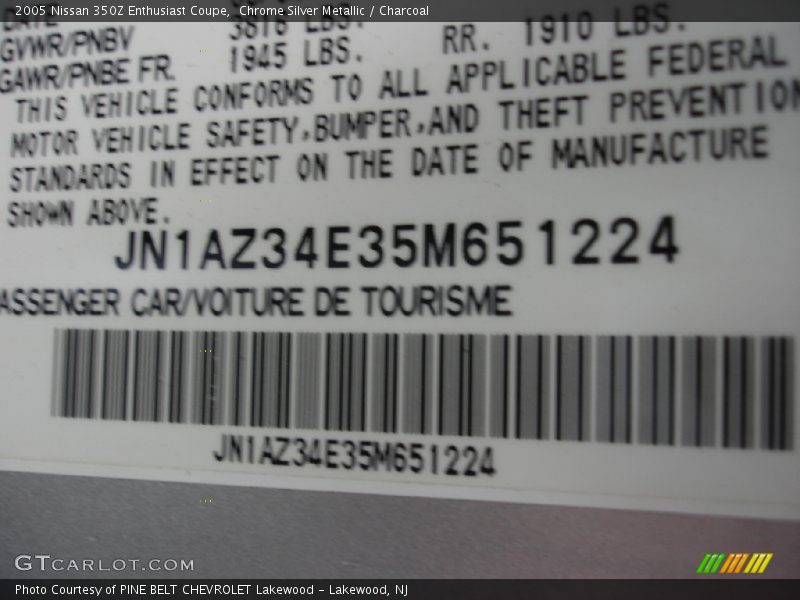 2005 Nissan 350Z Enthusiast Coupe, Chrome Silver Metallic / Charcoal
DATE
GVWR/PNBV 3816 LBS.
GAWR/PNBE FR. 1945 LBS. RR. 1910 LBS.
THIS VEHICLE CONFORMS TO ALL APPLICABLE FEDERAL
MOTOR VEHICLE SAFETY,BUMPER,AND THEFT PREVENTION
STANDARDS IN EFFECT ON THE DATE OF MANUFACTURE
SHOWN ABOVE.
JN1AZ34E35M651224
ASSENGER CAR/VOITURE DE TOURISME
JN1AZ34E35M651224
GTCARLOT.COM
Photo Courtesy of PINE BELT CHEVROLET Lakewood - Lakewood, NJ